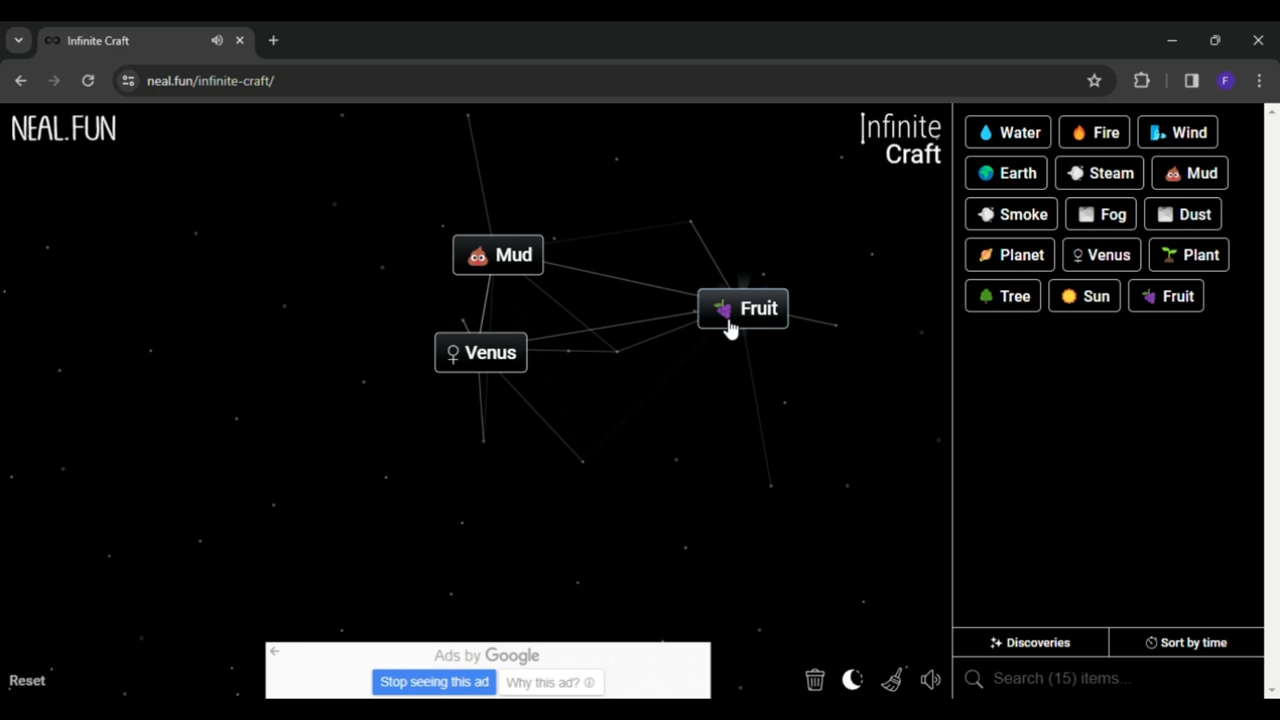 Infinite Craft
neal.fun/infinite-craft/
F
NEAL.FUN
Infinite
Craft
Mud
Fruit
Venus
Water
Fire
Wind
Earth
Steam
Mud
Smoke
Fog
Dust
Planet
Venus
Plant
Tree
Sun
Fruit
Discoveries
Sort by time
Search (15) items...
Ads by Google
Stop seeing this ad
Why this ad?
Reset